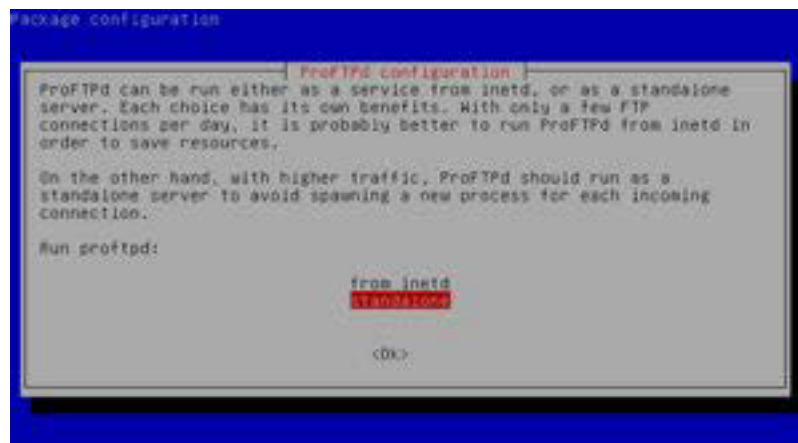 Package configuration
ProFTPd configuration
ProFTPd can be run either as a service from inetd, or as a standalone
server. Each choice has its own benefits. With only a few FTP
connections per day, it is probably better to run ProFTPd from inetd in
order to save resources.
On the other hand, with higher traffic, ProFTPd should run as a
standalone server to avoid spawning a new process for each incoming
connection.
Run proftpd:
from inetd
standalone
<Ok>